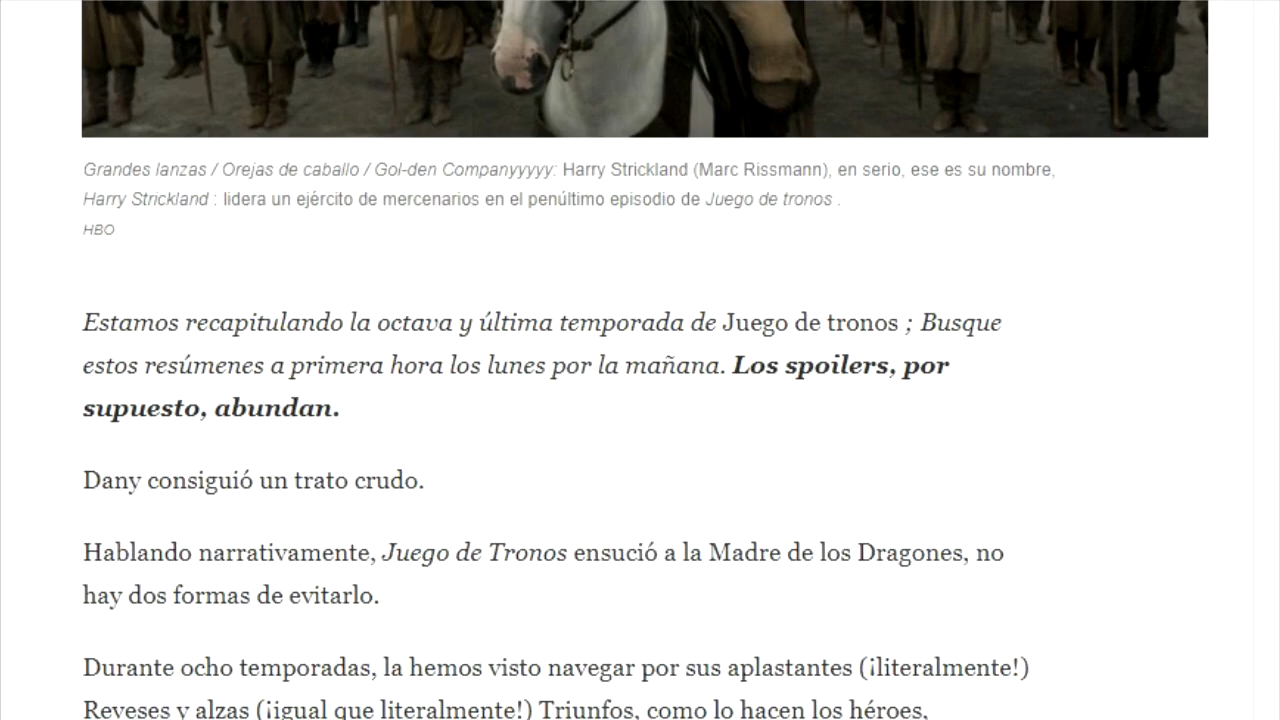 Grandes lanzas / Orejas de caballo / Gol-den Companyyyyy: Harry Strickland (Marc Rissmann), en serio, ese es su nombre,
Harry Strickland : lidera un ejército de mercenarios en el penúltimo episodio de Juego de tronos .
HBO
Estamos recapitulando la octava y última temporada de Juego de tronos ; Busque
estos resúmenes a primera hora los lunes por la mañana. Los spoilers, por
supuesto, abundan.
Dany consiguió un trato crudo.
Hablando narrativamente, Juego de Tronos ensució a la Madre de los Dragones, no
hay dos formas de evitarlo.
Durante ocho temporadas, la hemos visto navegar por sus aplastantes (¡literalmente!)
Reveses y alzas (¡igual que literalmente!) Triunfos, como lo hacen los héroes,